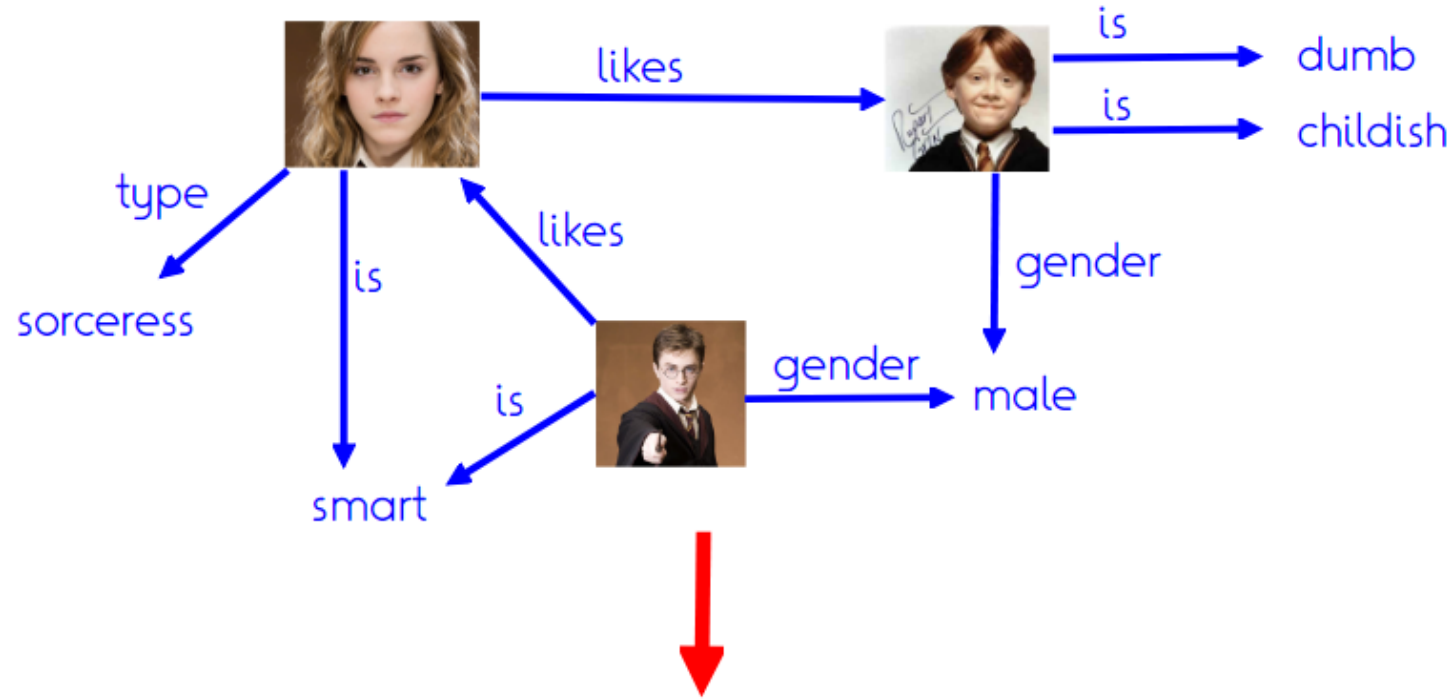 is
dumb
likes
is
childish
type
likes
is
gender
sorceress
gender
is
male
smart